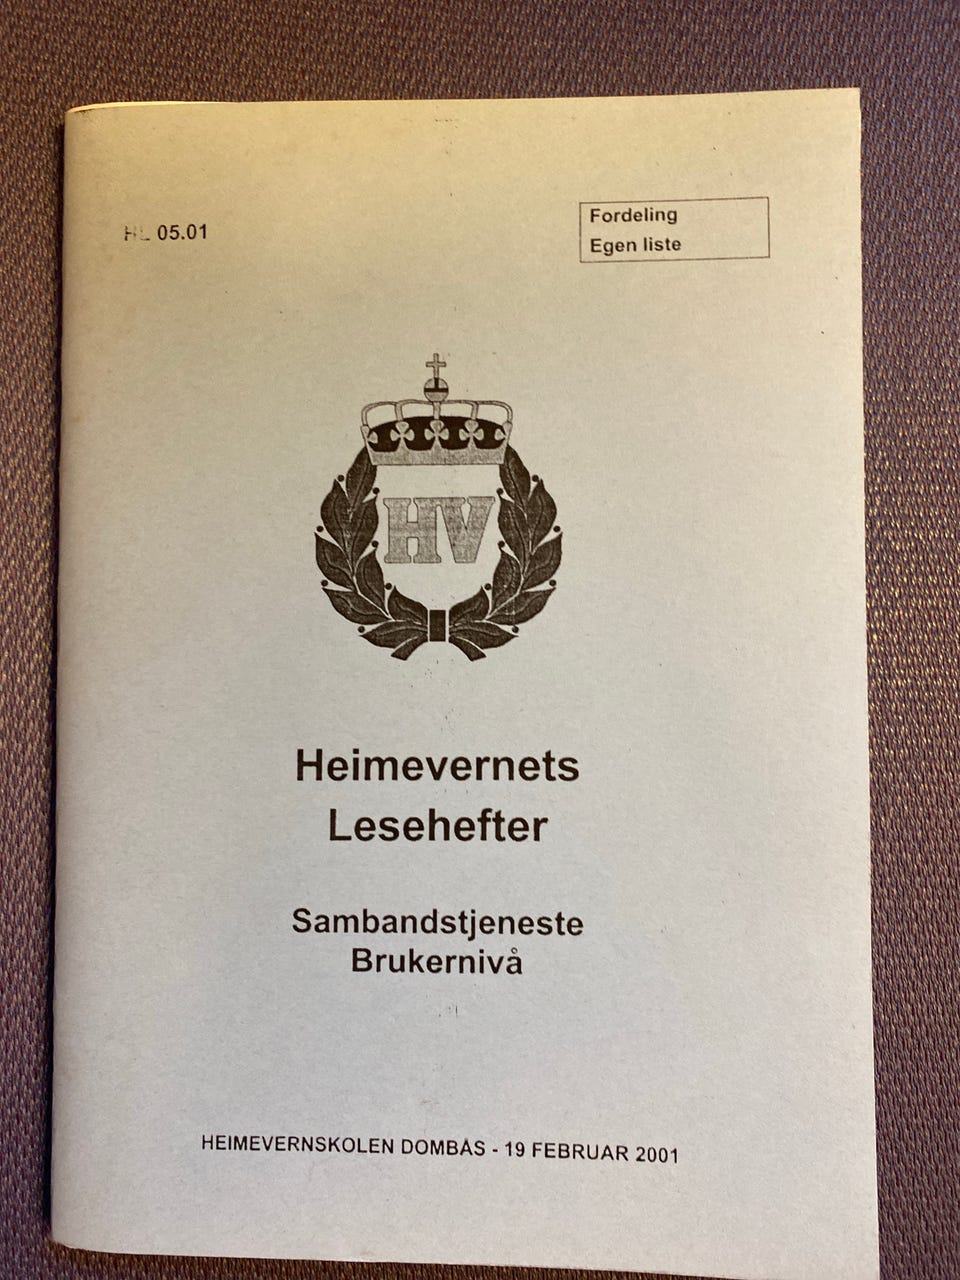 HL 05.01
Fordeling
Egen liste
HV
Heimevernets
Lesehefter
Sambandstjeneste
Brukernivå
HEIMEVERNSKOLEN DOMBÅS - 19 FEBRUAR 2001